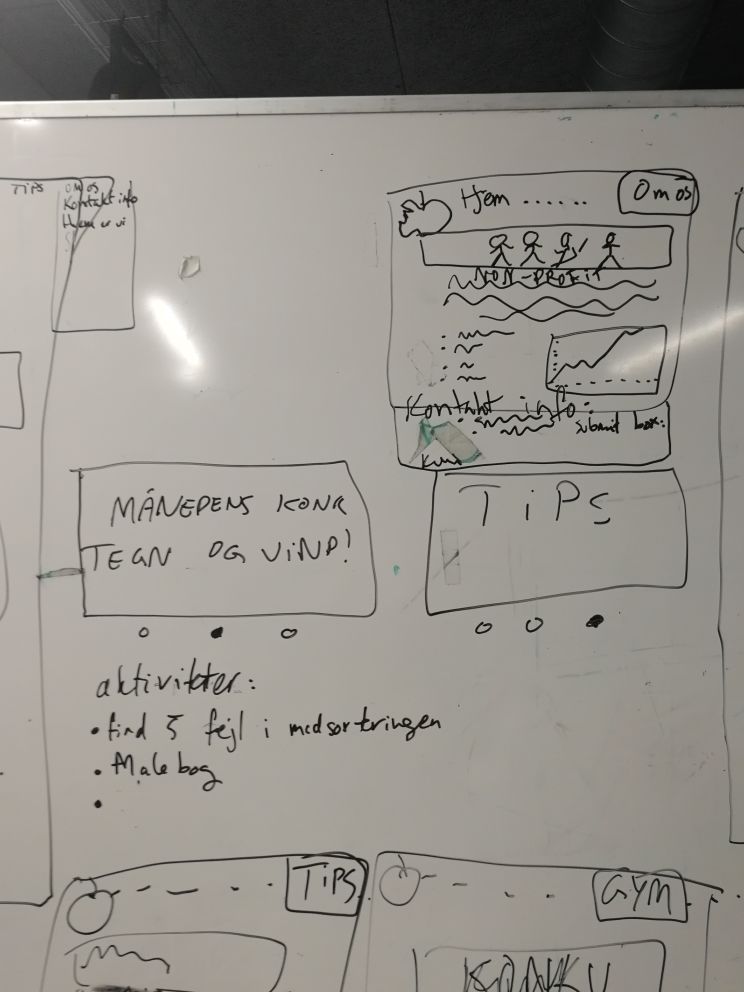 TiPS
Om os
Kontakt info
Hvem er vi
Hjem ......
Om os
NON-PROFIT
Kontakt info:
submit box:
MÅNEDENS KONK
TEGN OG VIND!
TiPS
aktiviteter:
• find 5 fejl i madsorteringen
• Malebog
•
TiPS
GYM
KONKU